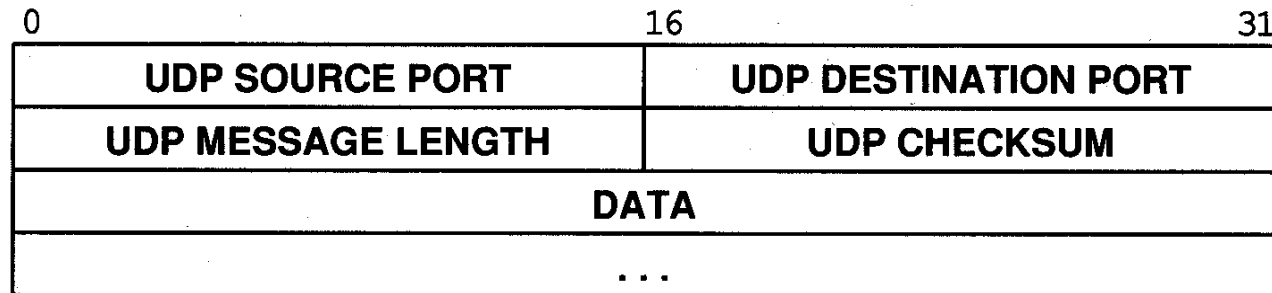 0 16 31
UDP SOURCE PORT UDP DESTINATION PORT
UDP MESSAGE LENGTH UDP CHECKSUM
DATA
...